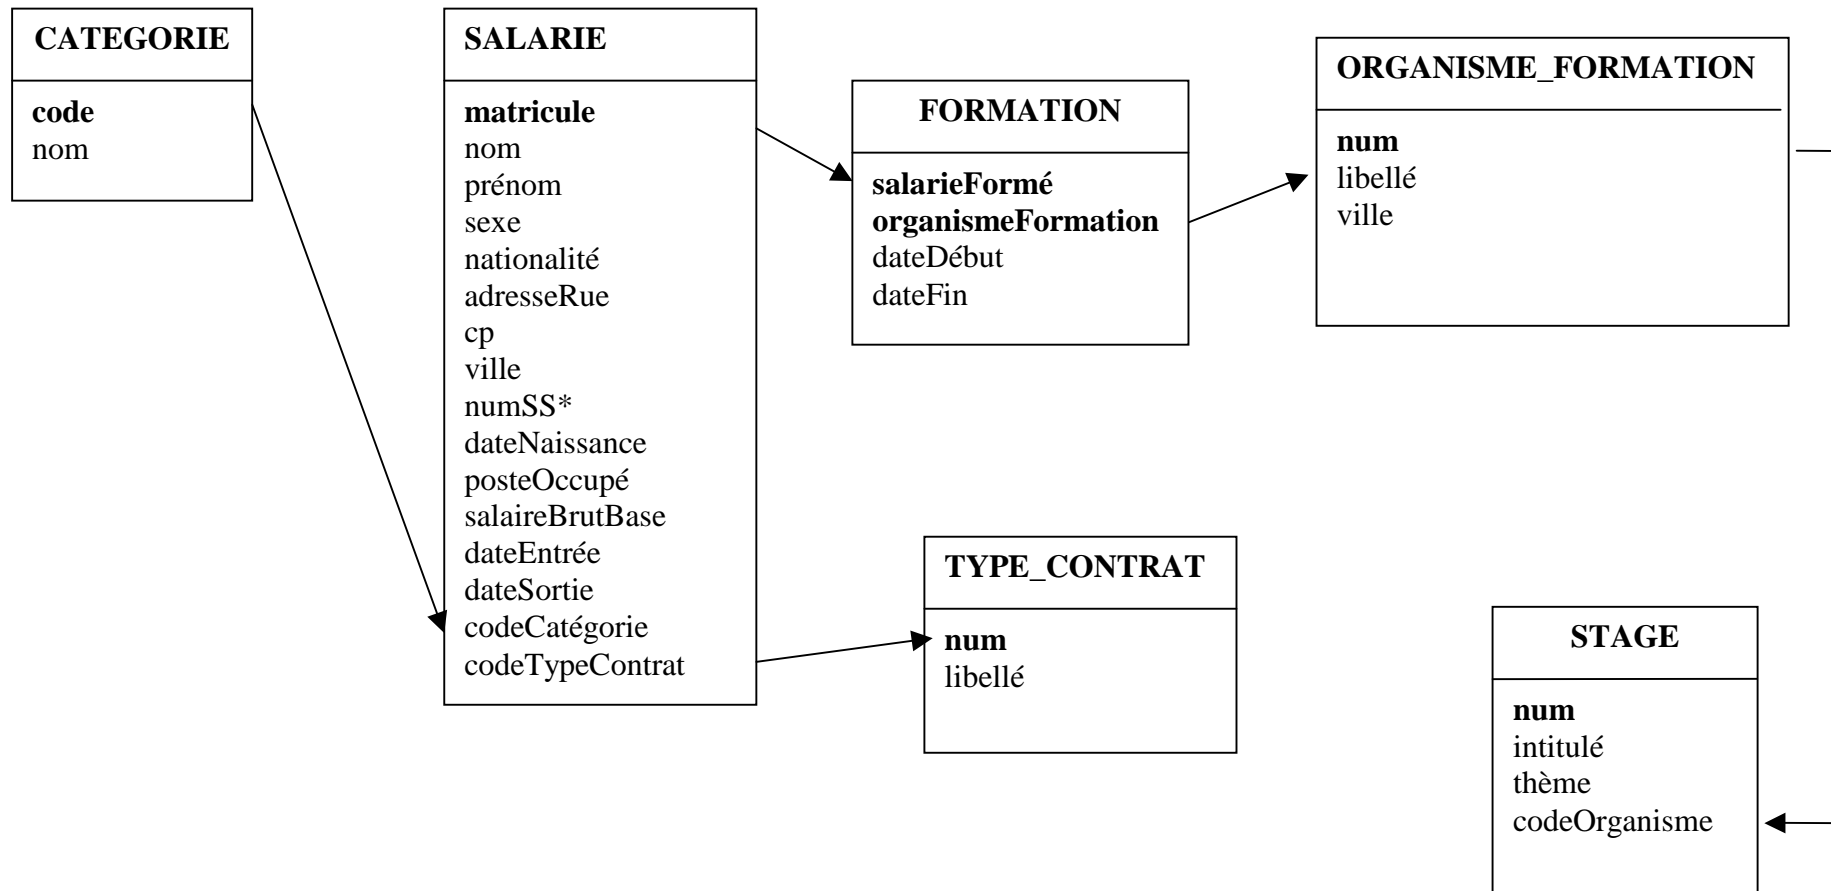 CATEGORIE
code
nom
SALARIE
matricule
nom
prénom
sexe
nationalité
adresseRue
cp
ville
numSS*
dateNaissance
posteOccupé
salaireBrutBase
dateEntrée
dateSortie
codeCatégorie
codeTypeContrat
FORMATION
salarieFormé
organismeFormation
dateDébut
dateFin
ORGANISME_FORMATION
num
libellé
ville
TYPE_CONTRAT
num
libellé
STAGE
num
intitulé
thème
codeOrganisme